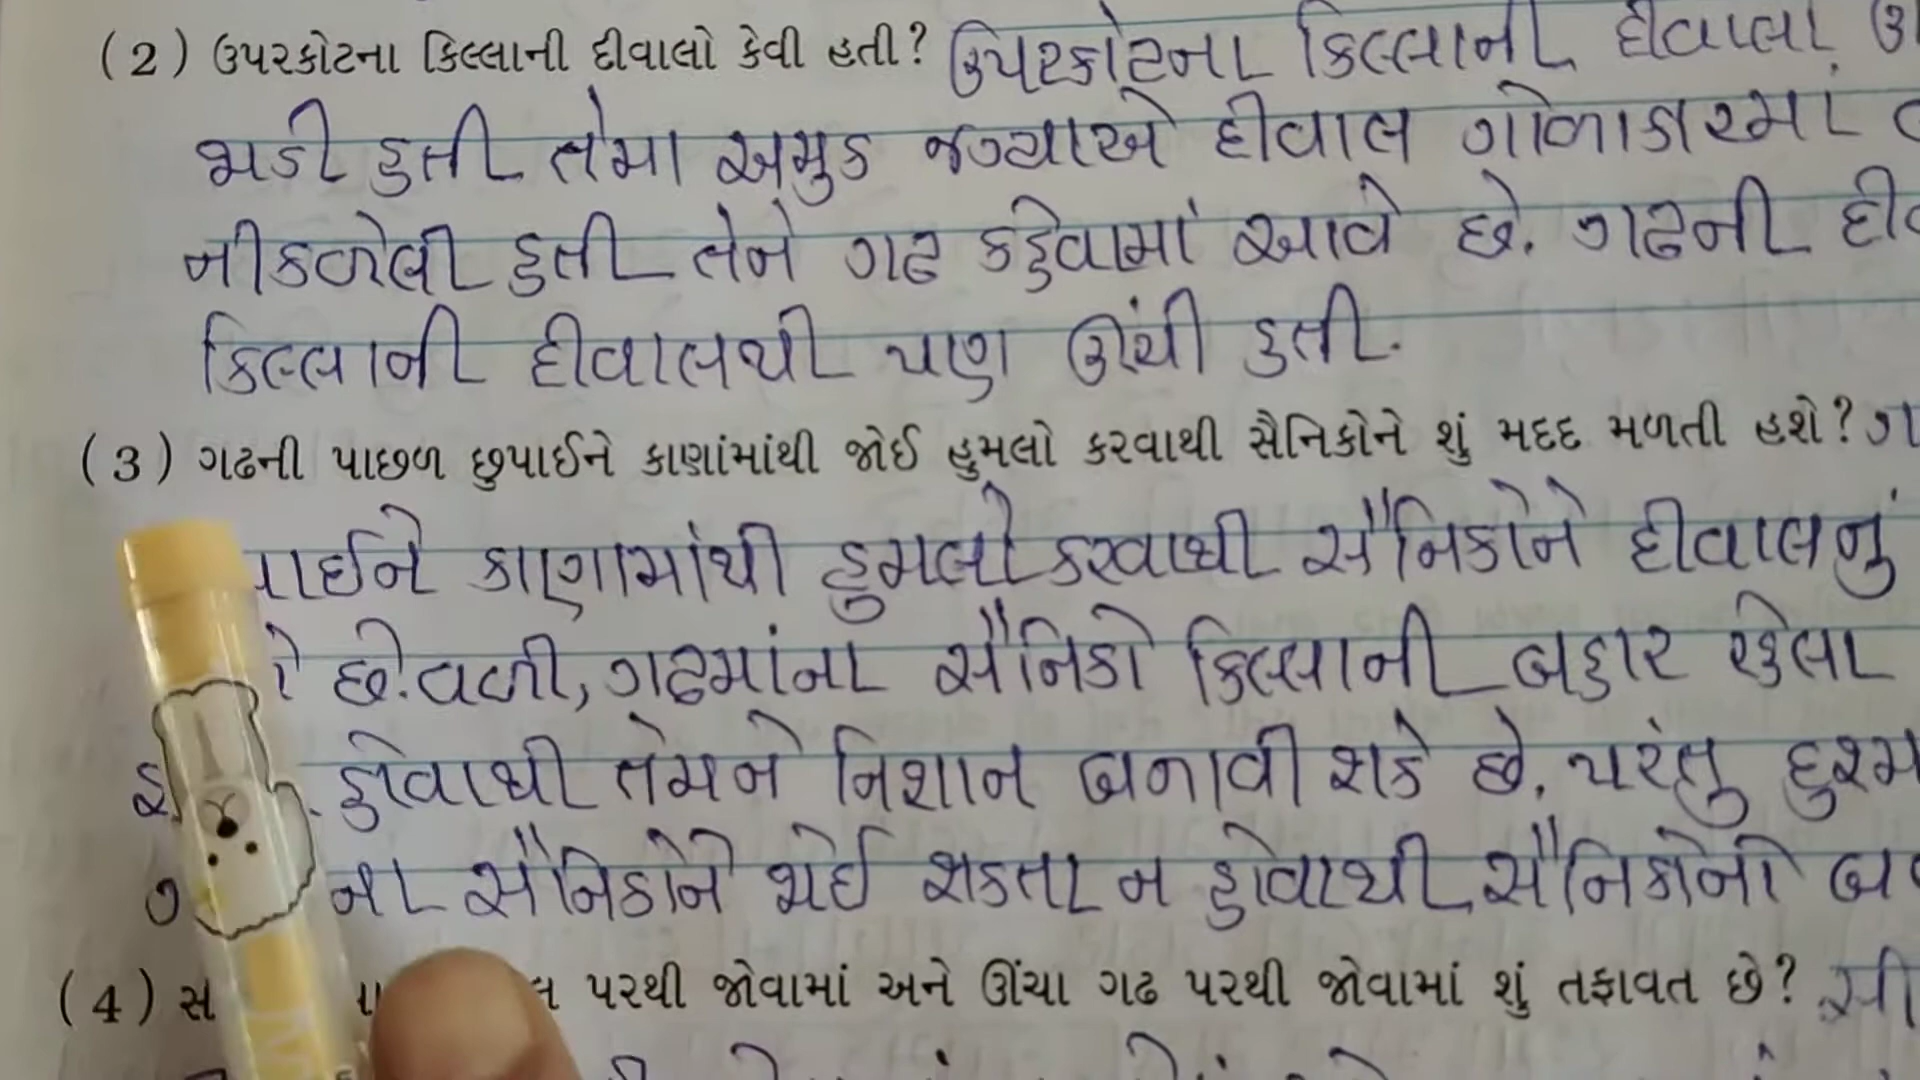 (2) ઉપરકોટના કિલ્લાની દીવાલો કેવી હતી? ઉપરકોટના કિલ્લાની દીવાલો
જાડી હતી તેમા અમુક જગ્યાએ દીવાલ ગોળાકારમાં
નીકળેલી હતી તેને ગઢ કહેવામાં આવે છે. ગઢની
કિલ્લાની દીવાલથી પણ ઊંચી હતી.
(3) ગઢની પાછળ છુપાઈને કાણાંમાંથી જોઈ હુમલો કરવાથી સૈનિકોને શું મદદ મળતી હશે?
કાણામાંથી હુમલો કરવાથી સૈનિકોને દીવાલનું
છે. વળી, ગઢમાંના સૈનિકો કિલ્લાની બહાર રહેલા
હોવાથી તેમને નિશાન બનાવી શકે છે. પરંતુ
સૈનિકોને જોઈ શકતા ન હોવાથી સૈનિકોનો
(4) પરથી જોવામાં અને ઊંચા ગઢ પરથી જોવામાં શું તફાવત છે?